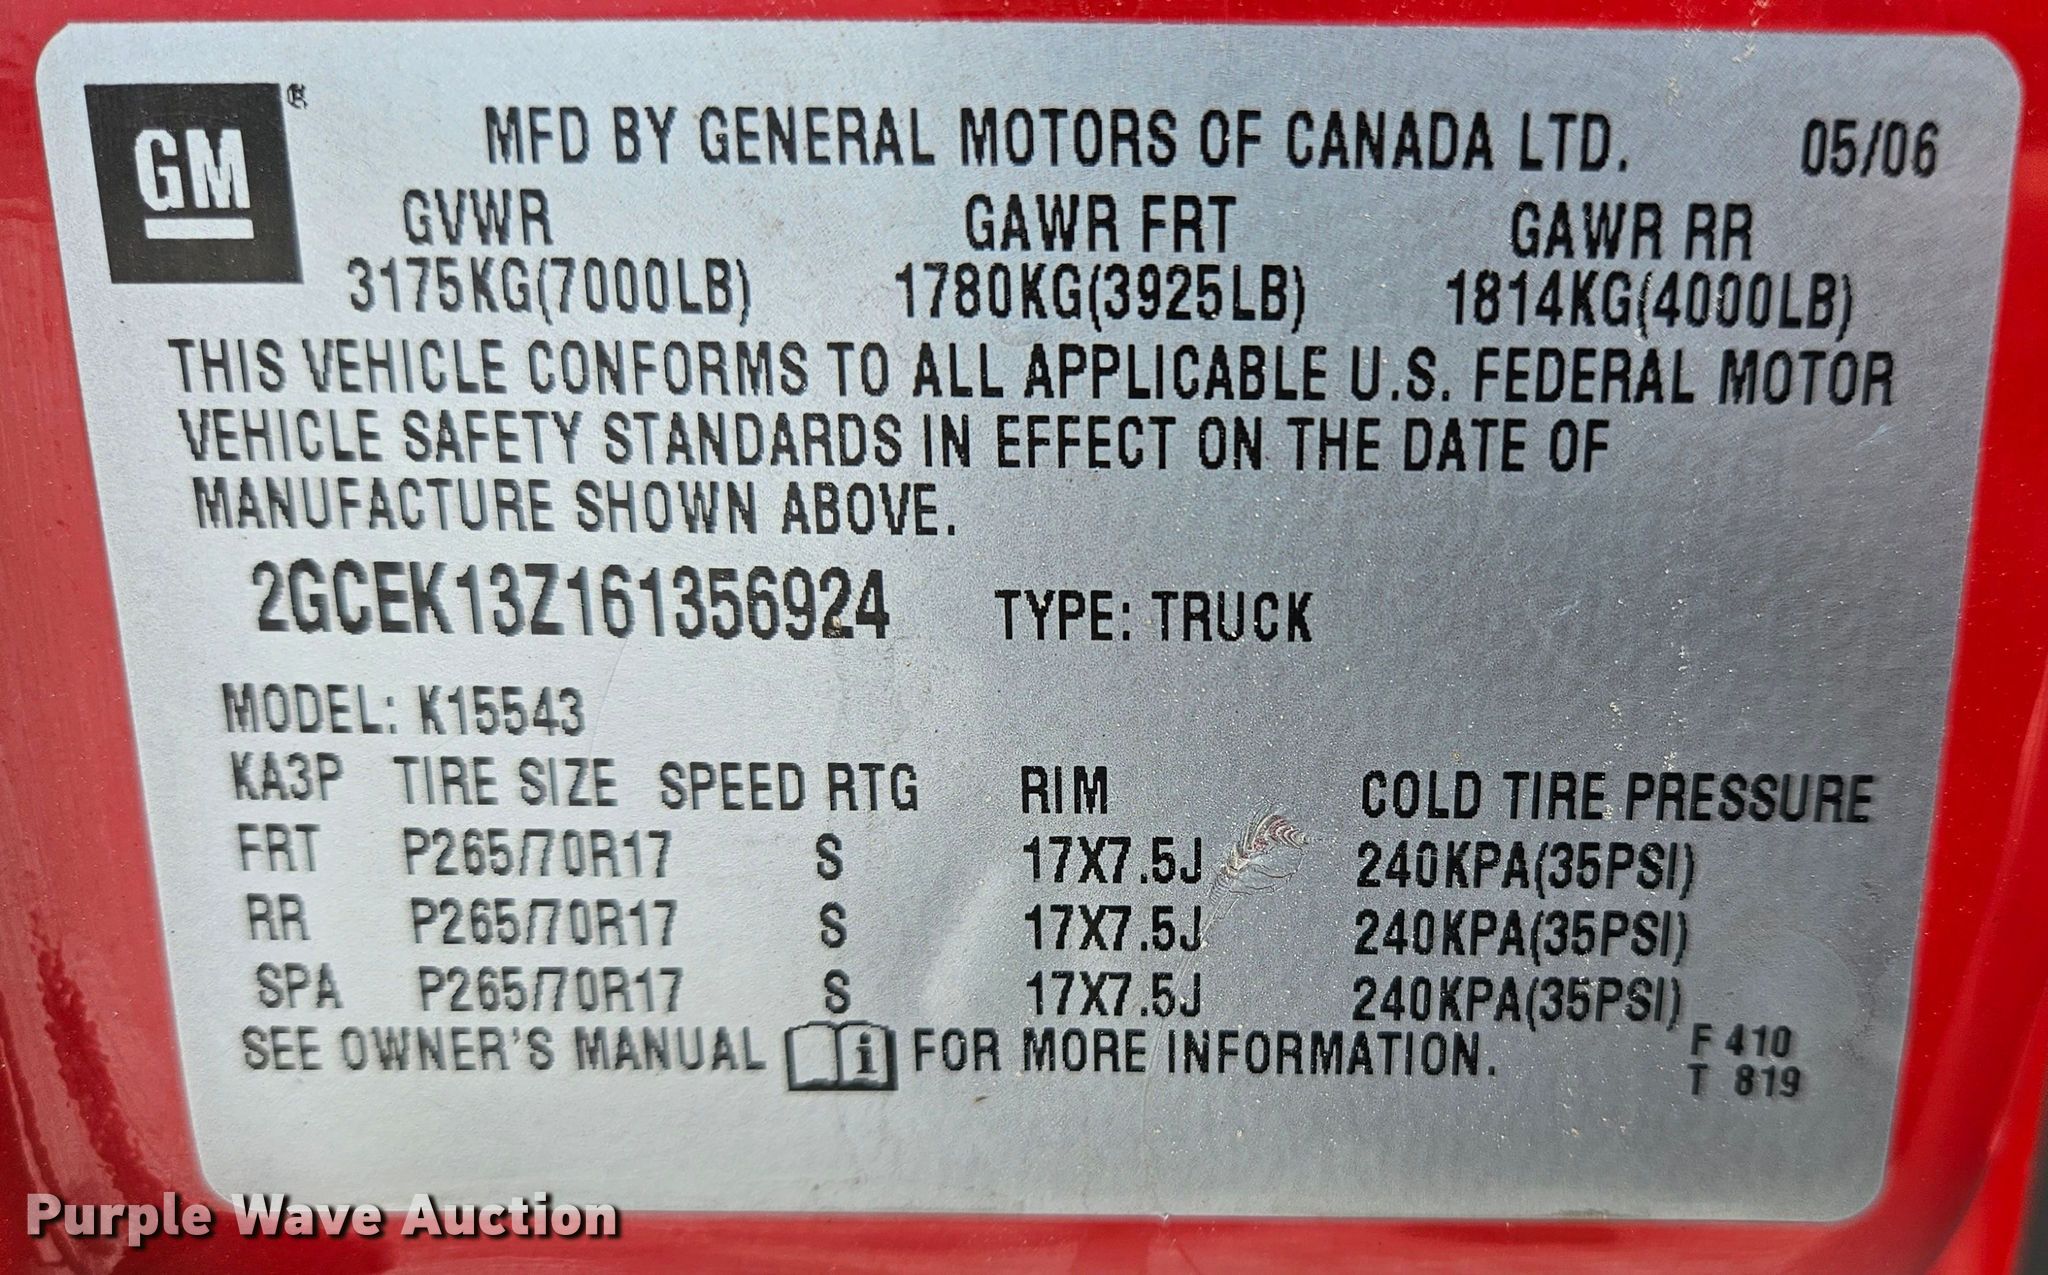 GM ®
MFD BY GENERAL MOTORS OF CANADA LTD. 05/06
GVWR GAWR FRT GAWR RR
3175KG(7000LB) 1780KG(3925LB) 1814KG(4000LB)
THIS VEHICLE CONFORMS TO ALL APPLICABLE U.S. FEDERAL MOTOR
VEHICLE SAFETY STANDARDS IN EFFECT ON THE DATE OF
MANUFACTURE SHOWN ABOVE.
2GCEK13Z161356924 TYPE: TRUCK
MODEL: K15543
KA3P TIRE SIZE SPEED RTG RIM COLD TIRE PRESSURE
FRT P265/70R17 S 17X7.5J 240KPA(35PSI)
RR P265/70R17 S 17X7.5J 240KPA(35PSI)
SPA P265/70R17 S 17X7.5J 240KPA(35PSI)
SEE OWNER'S MANUAL i FOR MORE INFORMATION.
F 410
T 819
Purple Wave Auction